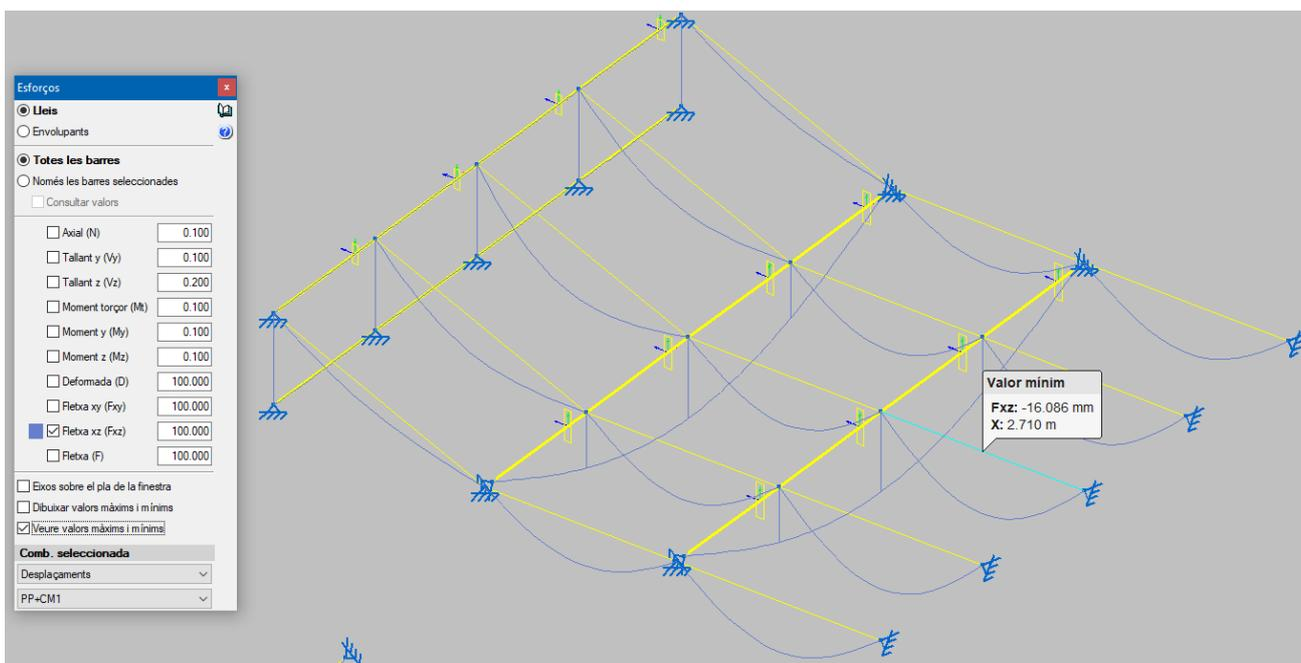 Esforços
Lleis
Envolupants
Totes les barres
Només les barres seleccionades
Consultar valors
Axial (N) 0.100
Tallant y (Vy) 0.100
Tallant z (Vz) 0.200
Moment torçor (Mt) 0.100
Moment y (My) 0.100
Moment z (Mz) 0.100
Deformada (D) 100.000
Fletxa xy (Fxy) 100.000
Fletxa xz (Fxz) 100.000
Fletxa (F) 100.000
Eixos sobre el pla de la finestra
Dibuixar valors màxims i mínims
Veure valors màxims i mínims
Comb. seleccionada
Desplaçaments
PP+CM1
Valor mínim
Fxz: -16.086 mm
X: 2.710 m